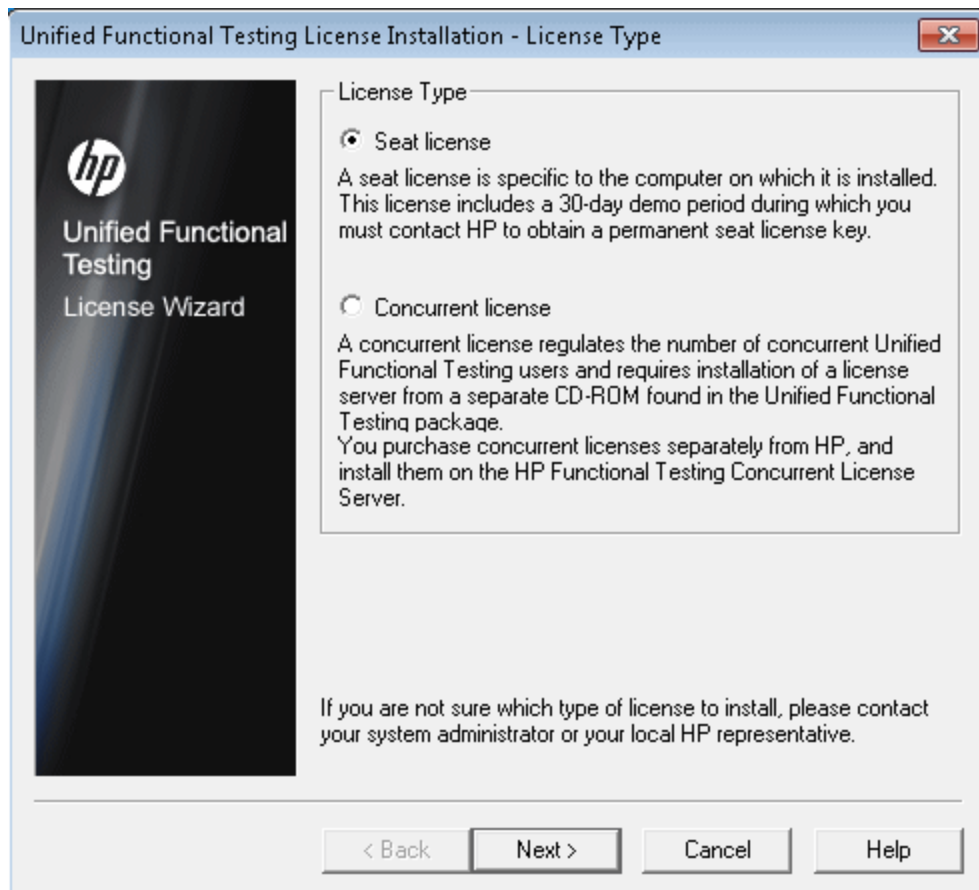 Unified Functional Testing License Installation - License Type
hp
Unified Functional
Testing
License Wizard
License Type
Seat license
A seat license is specific to the computer on which it is installed.
This license includes a 30-day demo period during which you
must contact HP to obtain a permanent seat license key.
Concurrent license
A concurrent license regulates the number of concurrent Unified
Functional Testing users and requires installation of a license
server from a separate CD-ROM found in the Unified Functional
Testing package.
You purchase concurrent licenses separately from HP, and
install them on the HP Functional Testing Concurrent License
Server.
If you are not sure which type of license to install, please contact
your system administrator or your local HP representative.
< Back Next > Cancel Help